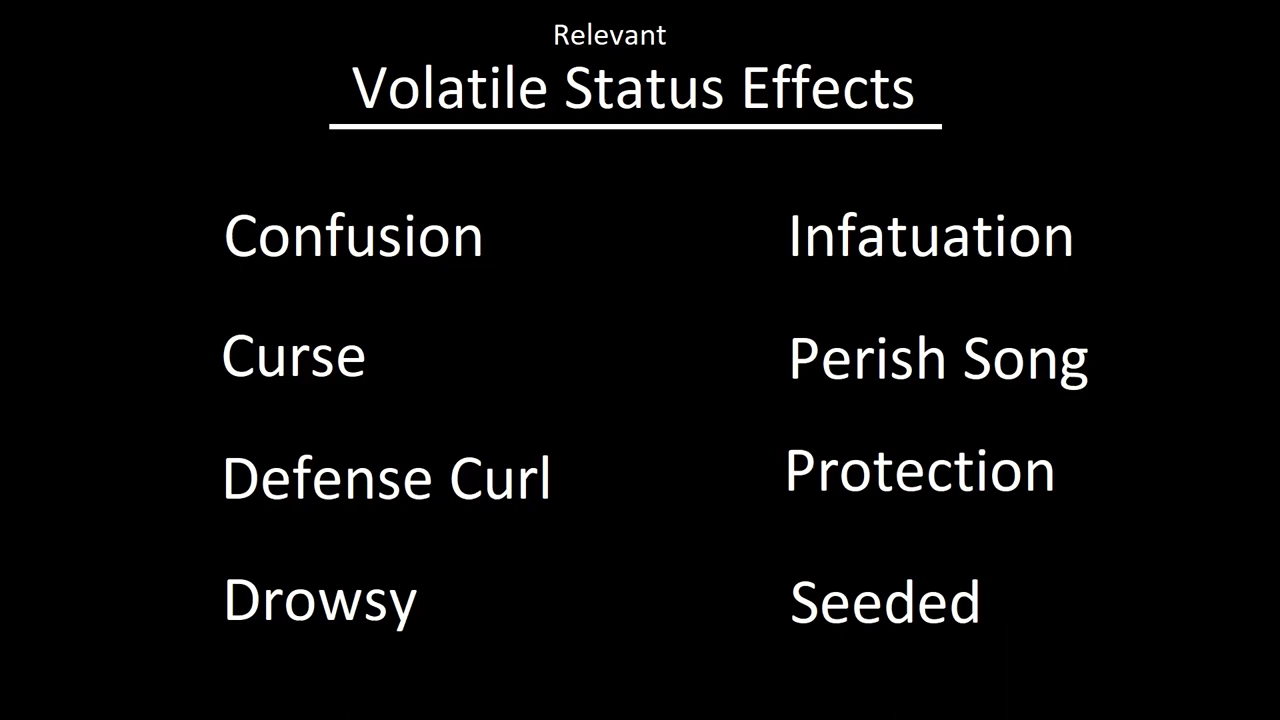 Relevant
Volatile Status Effects
Confusion
Curse
Defense Curl
Drowsy
Infatuation
Perish Song
Protection
Seeded